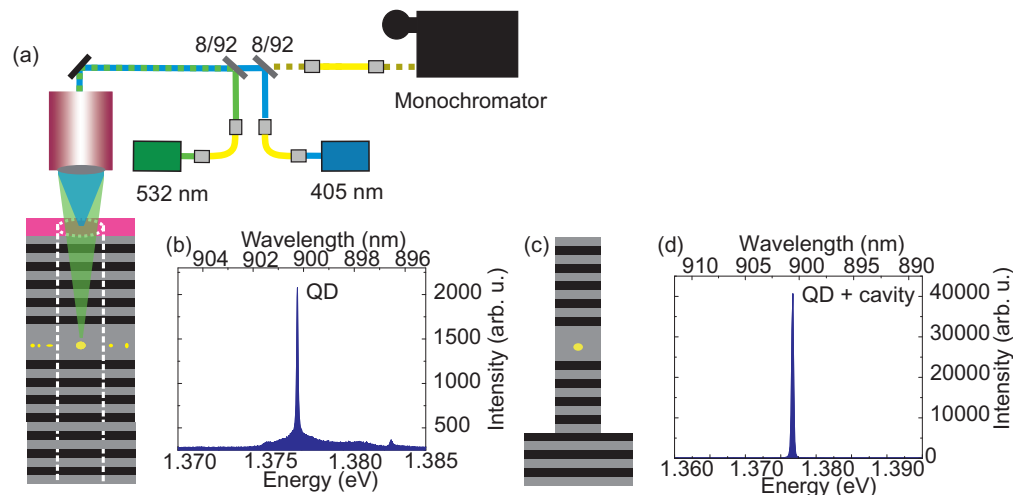 (a)
8/92 8/92
Monochromator
532 nm
405 nm
(b)
Wavelength (nm)
904 902 900 898 896
QD
2000
1500
1000
500
Intensity (arb. u.)
1.370 1.375 1.380 1.385
Energy (eV)
(c)
(d)
Wavelength (nm)
910 905 900 895 890
QD + cavity
40000
30000
20000
10000
0
Intensity (arb. u.)
1.360 1.370 1.380 1.390
Energy (eV)